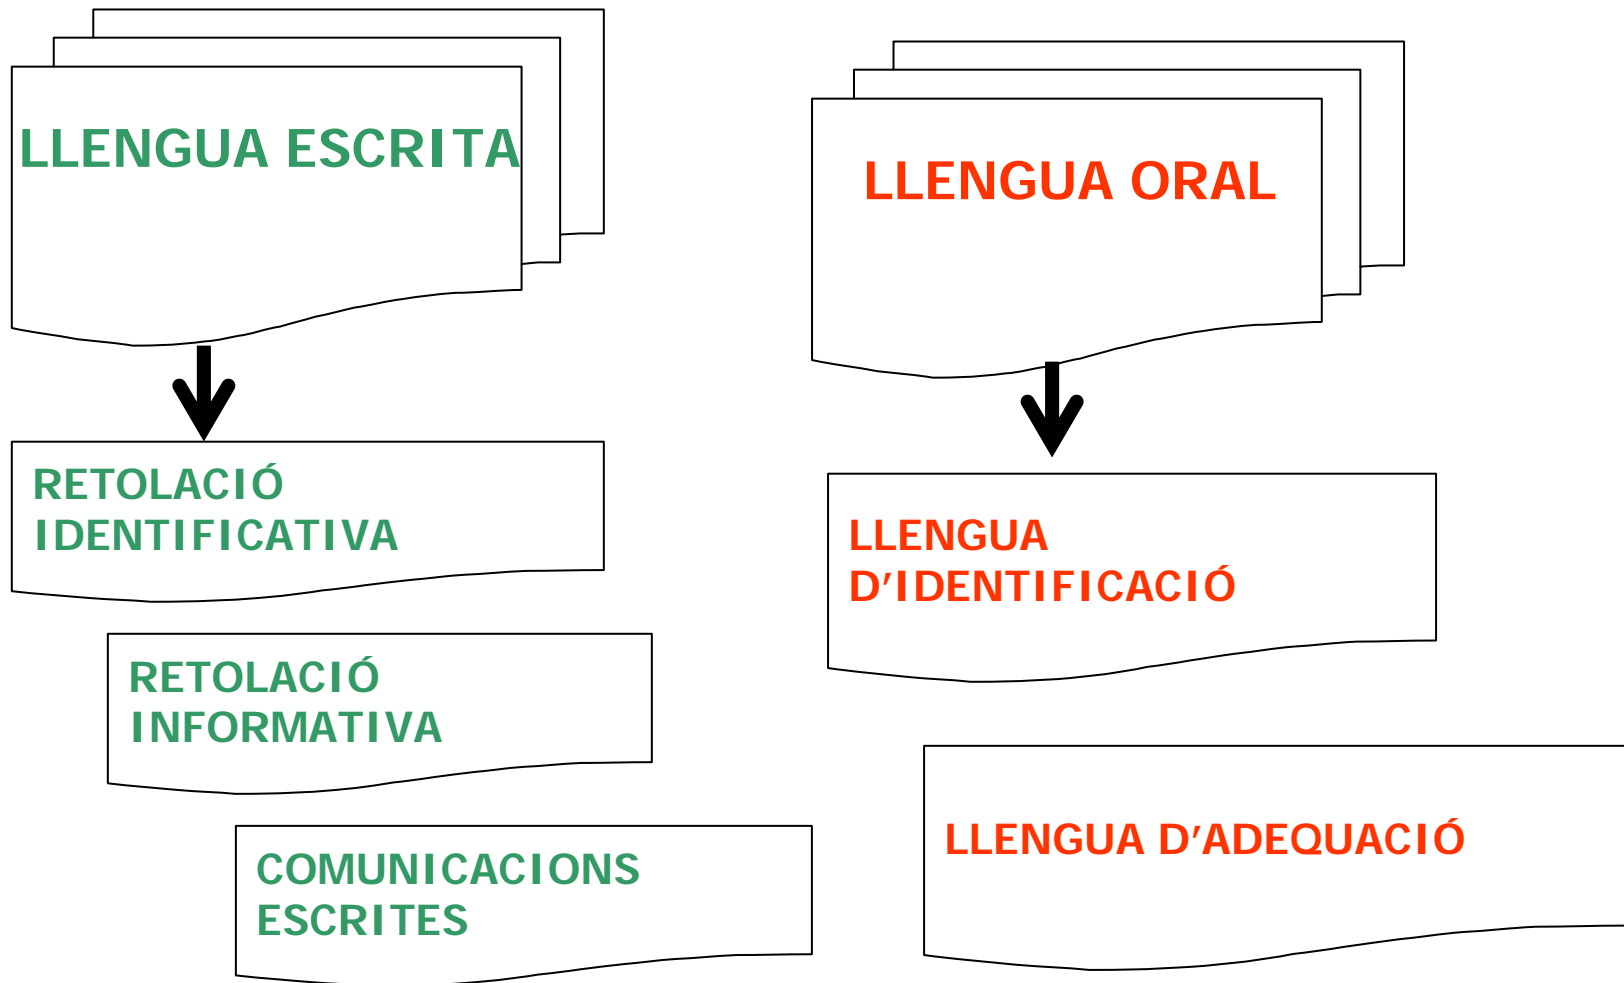 LLENGUA ESCRITA
RETOLACIÓ
IDENTIFICATIVA
RETOLACIÓ
INFORMATIVA
COMUNICACIONS
ESCRITES
LLENGUA ORAL
LLENGUA
D’IDENTIFICACIÓ
LLENGUA D’ADEQUACIÓ